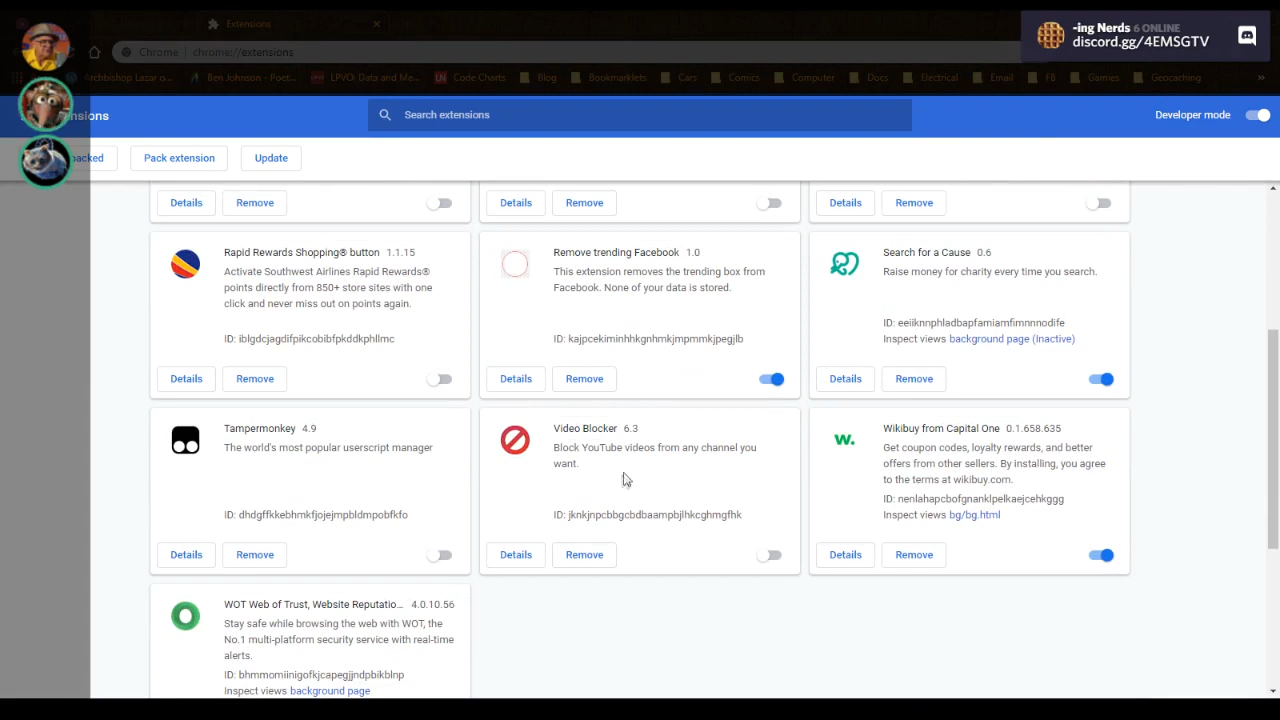 Extensions
-ing Nerds 6 ONLINE
discord.gg/4EMSGTV
Chrome | chrome://extensions
Archbishop Lazar o... Ben Johnson - Poet... LPVO: Data and Me... Code Charts Blog Bookmarklets Cars Comics Computer Docs Electrical Email FB Games Geocaching »
Search extensions
Developer mode
Pack extension
Update
Details Remove Details Remove Details Remove
Rapid Rewards Shopping® button 1.1.15
Activate Southwest Airlines Rapid Rewards®
points directly from 850+ store sites with one
click and never miss out on points again.
ID: iblgdcjagdifpikcobibfpkddkphllmc
Details Remove
Remove trending Facebook 1.0
This extension removes the trending box from
Facebook. None of your data is stored.
ID: kajpcekiminhhkgnhmkjmpmmkjpegjlb
Details Remove
Search for a Cause 0.6
Raise money for charity every time you search.
ID: eeiiknnphladbapfamiamfimnnnodife
Inspect views background page (Inactive)
Details Remove
Tampermonkey 4.9
The world's most popular userscript manager
ID: dhdgffkkebhmkfjojejmpbldmpobfkfo
Details Remove
Video Blocker 6.3
Block YouTube videos from any channel you
want.
ID: jknkjnpcbbgcbdbaampbjlhkcghmgfhk
Details Remove
w.
Wikibuy from Capital One 0.1.658.635
Get coupon codes, loyalty rewards, and better
offers from other sellers. By installing, you agree
to the terms at wikibuy.com.
ID: nenlahapcbofgnanklpelkaejcehkggg
Inspect views bg/bg.html
Details Remove
WOT Web of Trust, Website Reputatio... 4.0.10.56
Stay safe while browsing the web with WOT, the
No.1 multi-platform security service with real-time
alerts.
ID: bhmmomiinigofkjcapegjjndpbikblnp
Inspect views background page